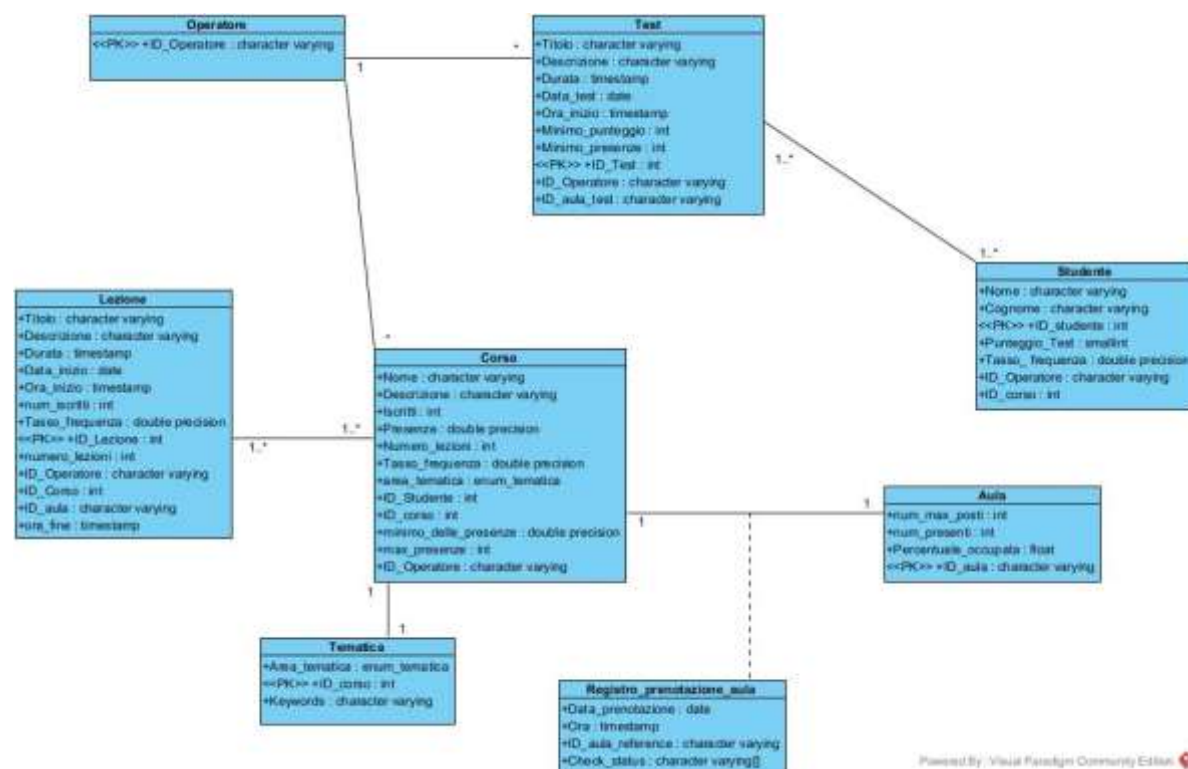 Operatore
<<PK>> +ID_Operatore : character varying
1
*
Test
+Titolo : character varying
+Descrizione : character varying
+Durata : timestamp
+Data_test : date
+Ora_inizio : timestamp
+Minimo_punteggio : int
+Minimo_presenze : int
<<PK>> +ID_Test : int
+ID_Operatore : character varying
+ID_aula_test : character varying
1..*
1..*
Studente
+Nome : character varying
+Cognome : character varying
<<PK>> +ID_studente : int
+Punteggio_Test : smallint
+Tasso_ frequenza : double precision
+ID_Operatore : character varying
+ID_corso : int
Lezione
+Titolo : character varying
+Descrizione : character varying
+Durata : timestamp
+Data_inizio : date
+Ora_inizio : timestamp
+num_iscritti : int
+Tasso_frequenza : double precision
<<PK>> +ID_Lezione : int
+numero_lezioni : int
+ID_Operatore : character varying
+ID_Corso : int
+ID_aula : character varying
+ora_fine : timestamp
1..*
1..*
*
Corso
+Nome : character varying
+Descrizione : character varying
+Iscritti : int
+Presenze : double precision
+Numero_lezioni : int
+Tasso_frequenza : double precision
+area_tematica : enum_tematica
+ID_Studente : int
+ID_corso : int
+minimo_delle_presenze : double precision
+max_presenze : int
+ID_Operatore : character varying
1
1
Aula
+num_max_posti : int
+num_presenti : int
+Percentuale_occupata : float
<<PK>> +ID_aula : character varying
1
1
Tematica
+Area_tematica : enum_tematica
<<PK>> +ID_corso : int
+Keywords : character varying
Registro_prenotazione_aula
+Data_prenotazione : date
+Ora : timestamp
+ID_aula_reference : character varying
+Check_status : character varying[]
Powered By : Visual Paradigm Community Edition